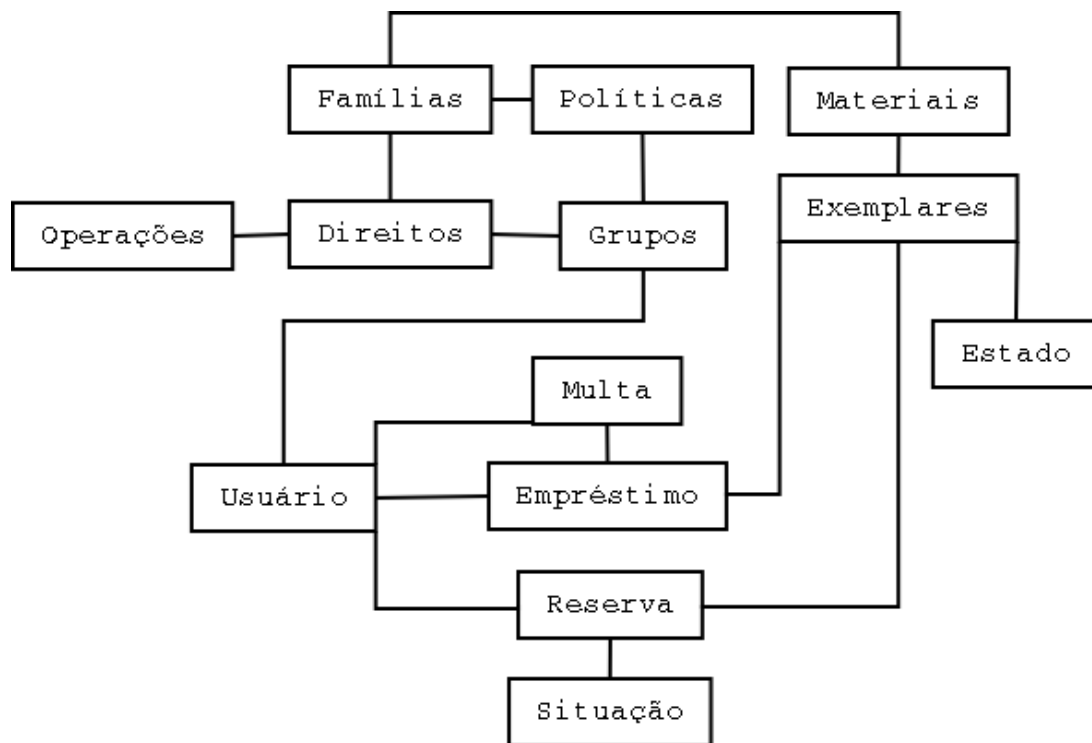 Famílias
Políticas
Materiais
Exemplares
Operações
Direitos
Grupos
Estado
Multa
Usuário
Empréstimo
Reserva
Situação